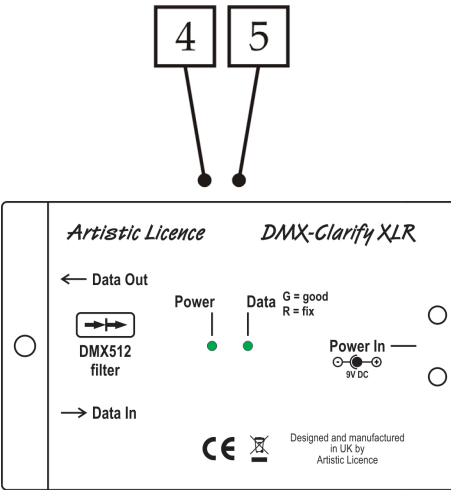 4 5
Artistic Licence DMX-Clarify XLR
← Data Out
Power Data G = good
R = fix
DMX512
filter
Power In
- +
9V DC
→ Data In
CE
Designed and manufactured
in UK by
Artistic Licence